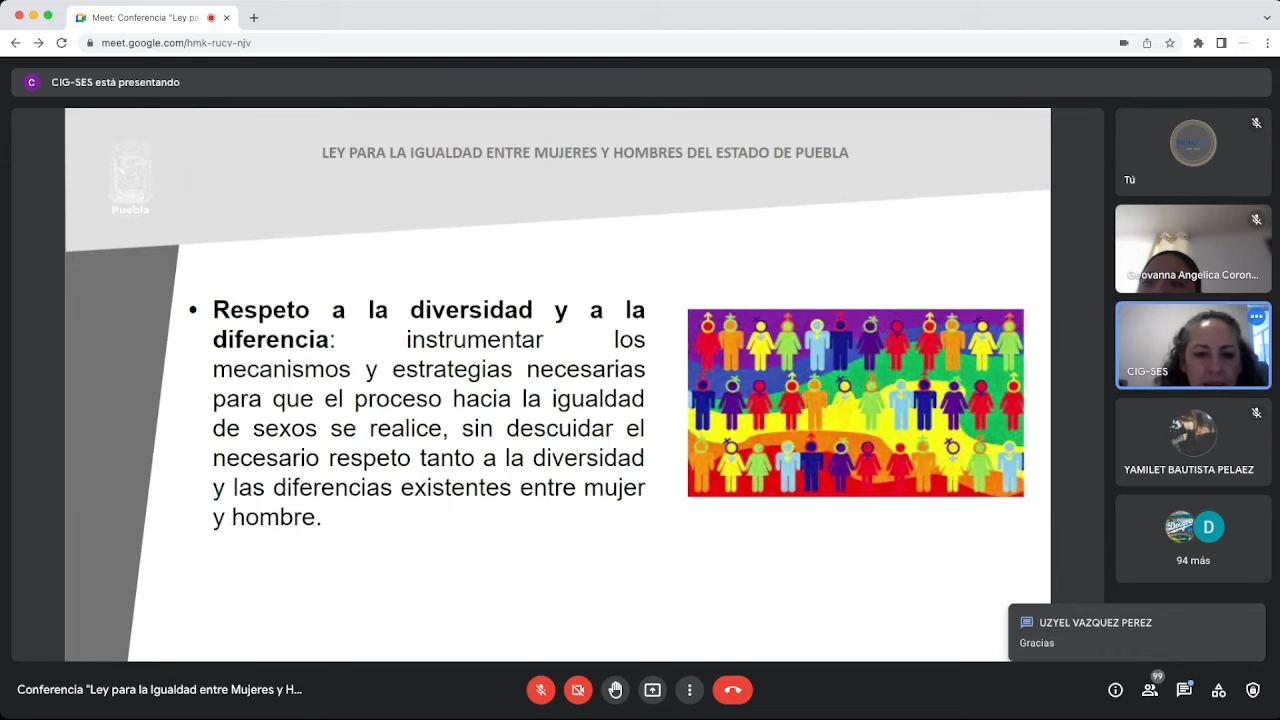 Meet: Conferencia "Ley pa
meet.google.com/hmk-rucv-njv
C
CIG-SES está presentando
Puebla
LEY PARA LA IGUALDAD ENTRE MUJERES Y HOMBRES DEL ESTADO DE PUEBLA
• Respeto a la diversidad y a la
diferencia: instrumentar los
mecanismos y estrategias necesarias
para que el proceso hacia la igualdad
de sexos se realice, sin descuidar el
necesario respeto tanto a la diversidad
y las diferencias existentes entre mujer
y hombre.
Tú
Geovanna Angelica Coron...
CIG-SES
YAMILET BAUTISTA PELAEZ
D
94 más
UZYEL VAZQUEZ PEREZ
Gracias
Conferencia "Ley para la Igualdad entre Mujeres y H...
99